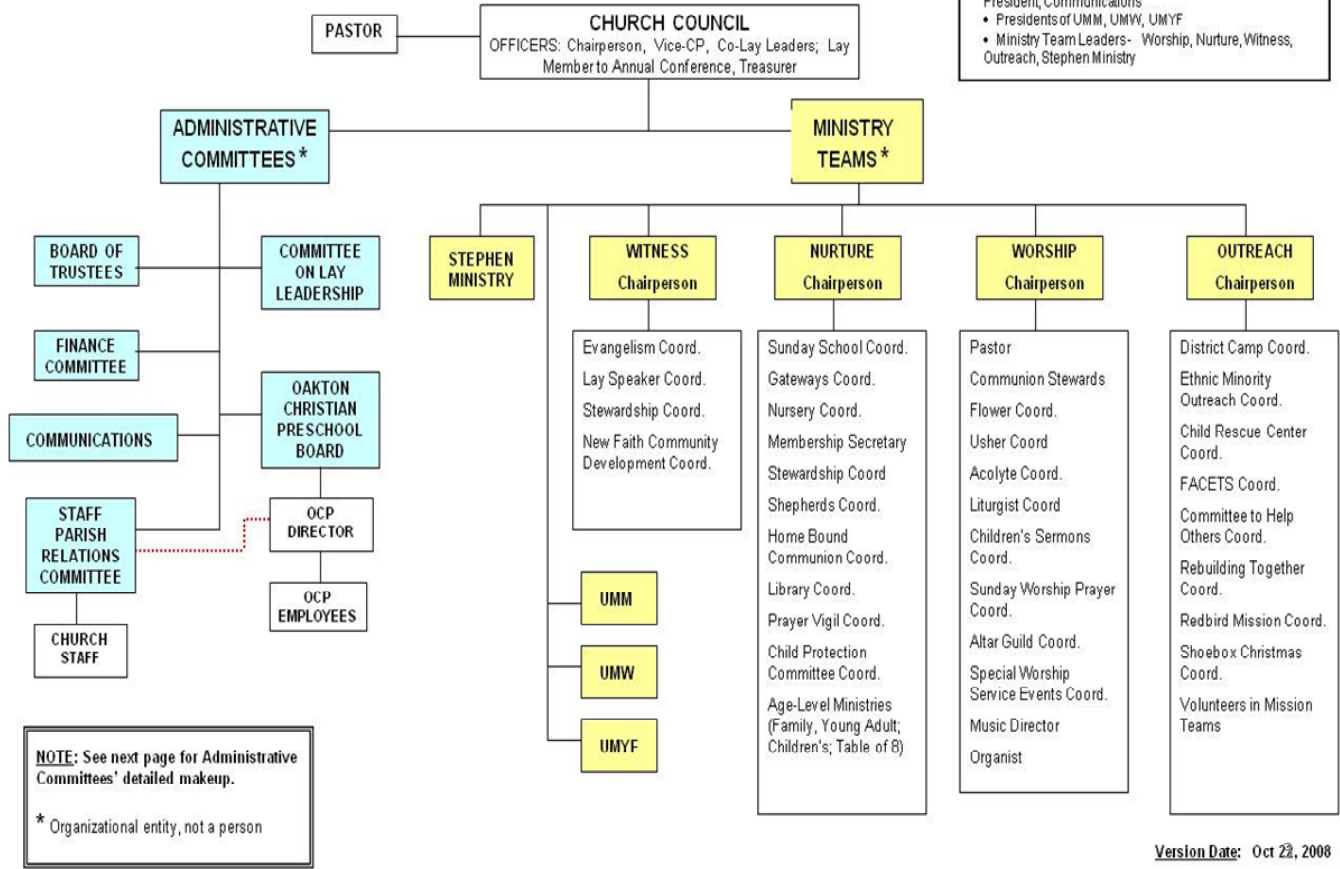 President, Communications
• Presidents of UMM, UMW, UMYF
• Ministry Team Leaders- Worship, Nurture, Witness,
Outreach, Stephen Ministry
PASTOR
CHURCH COUNCIL
OFFICERS: Chairperson, Vice-CP, Co-Lay Leaders; Lay
Member to Annual Conference, Treasurer
ADMINISTRATIVE
COMMITTEES *
MINISTRY
TEAMS *
BOARD OF
TRUSTEES
COMMITTEE
ON LAY
LEADERSHIP
FINANCE
COMMITTEE
OAKTON
CHRISTIAN
PRESCHOOL
BOARD
COMMUNICATIONS
STAFF
PARISH
RELATIONS
COMMITTEE
OCP
DIRECTOR
OCP
EMPLOYEES
CHURCH
STAFF
STEPHEN
MINISTRY
WITNESS
Chairperson
Evangelism Coord.
Lay Speaker Coord.
Stewardship Coord.
New Faith Community
Development Coord.
UMM
UMW
UMYF
NURTURE
Chairperson
Sunday School Coord.
Gateways Coord.
Nursery Coord.
Membership Secretary
Stewardship Coord
Shepherds Coord.
Home Bound
Communion Coord.
Library Coord.
Prayer Vigil Coord.
Child Protection
Committee Coord.
Age-Level Ministries
(Family, Young Adult;
Children's; Table of 8)
WORSHIP
Chairperson
Pastor
Communion Stewards
Flower Coord.
Usher Coord
Acolyte Coord.
Liturgist Coord
Children's Sermons
Coord.
Sunday Worship Prayer
Coord.
Altar Guild Coord.
Special Worship
Service Events Coord.
Music Director
Organist
OUTREACH
Chairperson
District Camp Coord.
Ethnic Minority
Outreach Coord.
Child Rescue Center
Coord.
FACETS Coord.
Committee to Help
Others Coord.
Rebuilding Together
Coord.
Redbird Mission Coord.
Shoebox Christmas
Coord.
Volunteers in Mission
Teams
NOTE: See next page for Administrative
Committees' detailed makeup.
* Organizational entity, not a person
Version Date: Oct , 2008